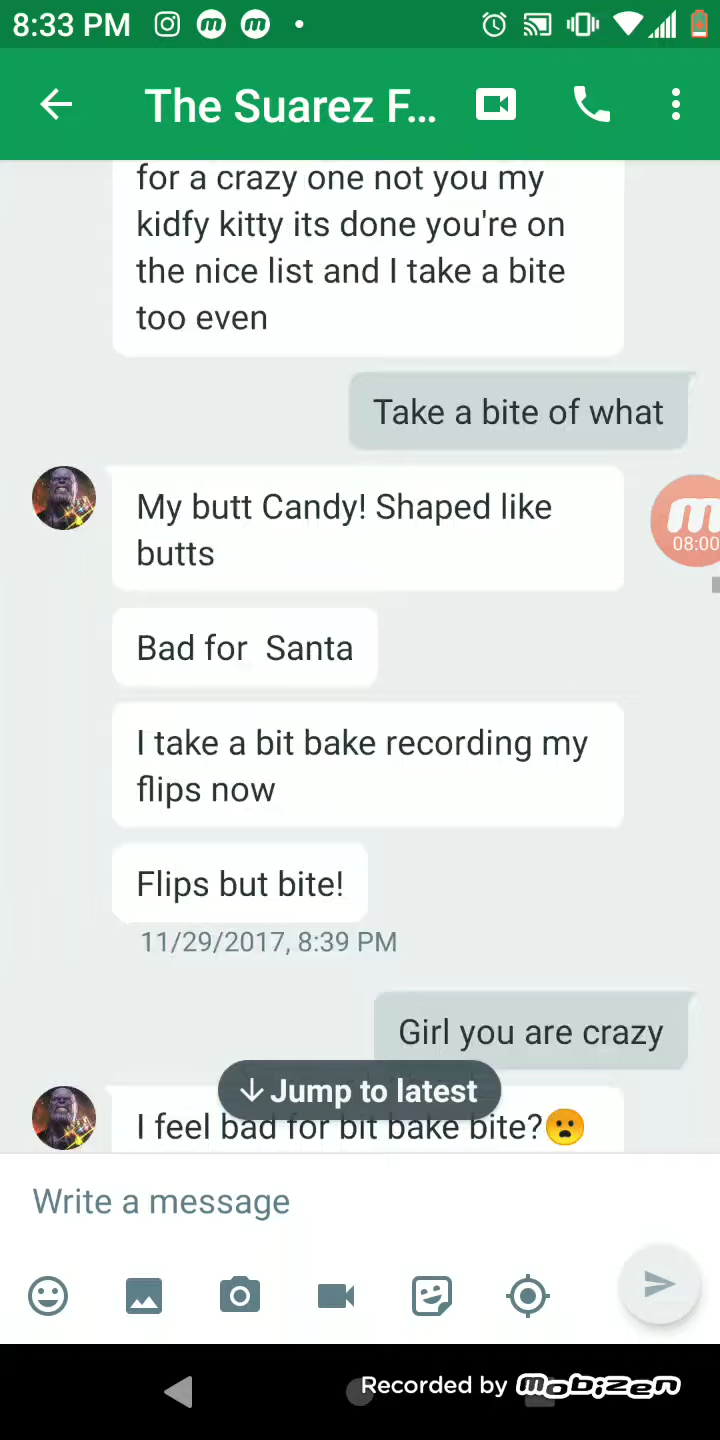 8:33 PM
The Suarez F...
for a crazy one not you my
kidfy kitty its done you're on
the nice list and I take a bite
too even
Take a bite of what
My butt Candy! Shaped like
butts
08:00
Bad for  Santa
I take a bit bake recording my
flips now
Flips but bite!
11/29/2017, 8:39 PM
Girl you are crazy
Jump to latest
I feel bad for bit bake bite?😮
Write a message
Recorded by mobizen